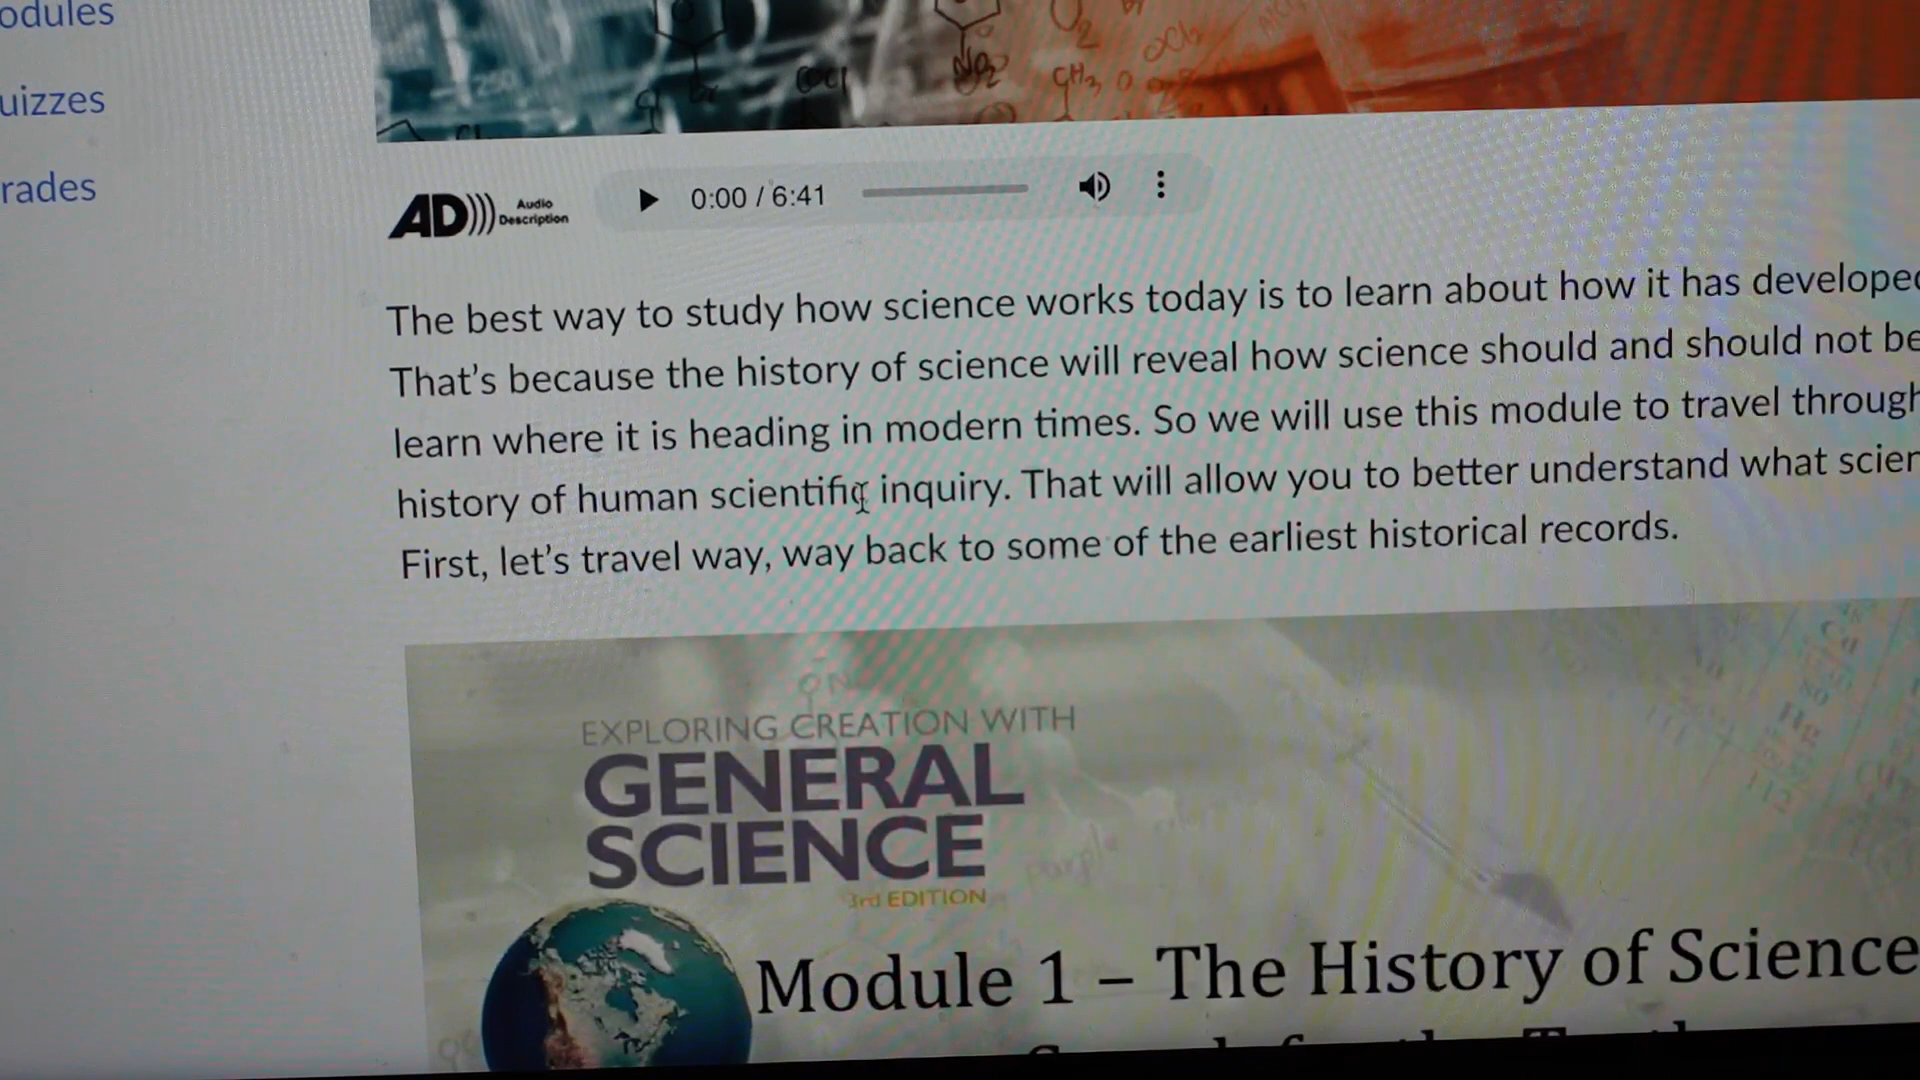 odules
uizzes
rades
O2
OCl2
NO2
CH3 O
AD))) Audio
Description
0:00 / 6:41
The best way to study how science works today is to learn about how it has develope
That's because the history of science will reveal how science should and should not be
learn where it is heading in modern times. So we will use this module to travel through
history of human scientific inquiry. That will allow you to better understand what scien
First, let's travel way, way back to some of the earliest historical records.
EXPLORING CREATION WITH
GENERAL
SCIENCE
3rd EDITION
purple
Module 1 – The History of Science